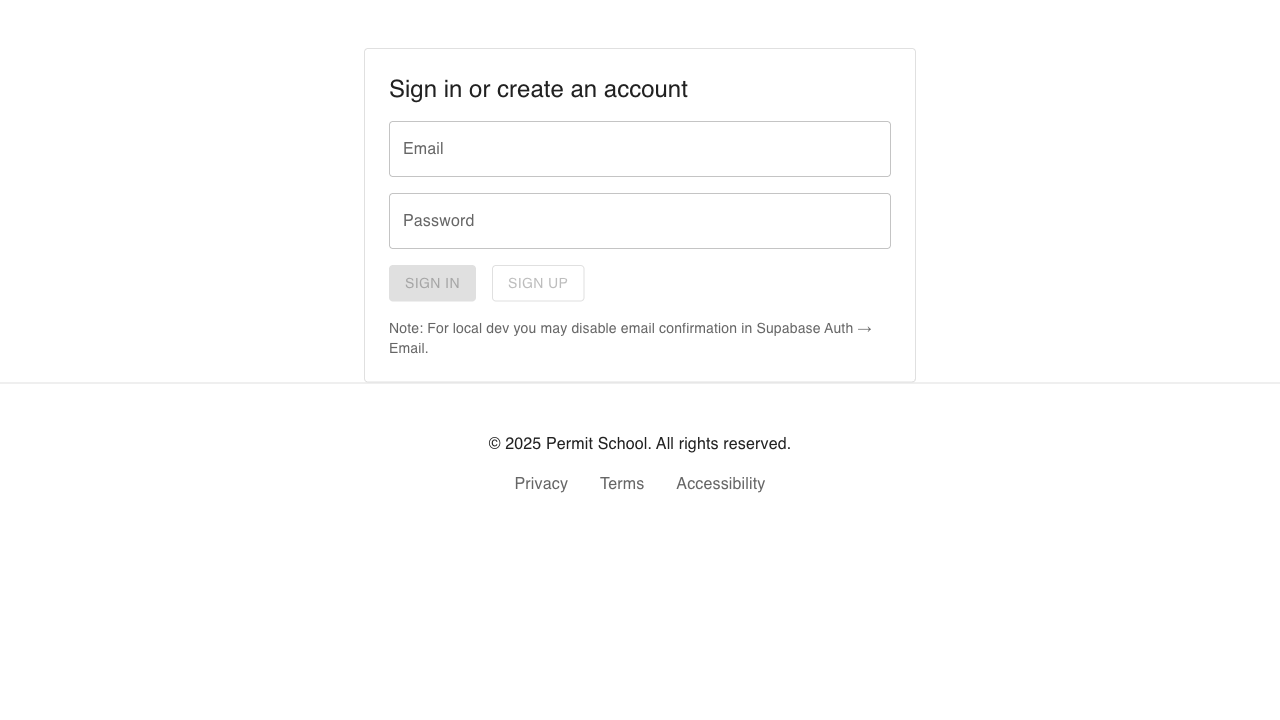 Sign in or create an account
Email
Password
SIGN IN SIGN UP
Note: For local dev you may disable email confirmation in Supabase Auth →
Email.
© 2025 Permit School. All rights reserved.
Privacy Terms Accessibility